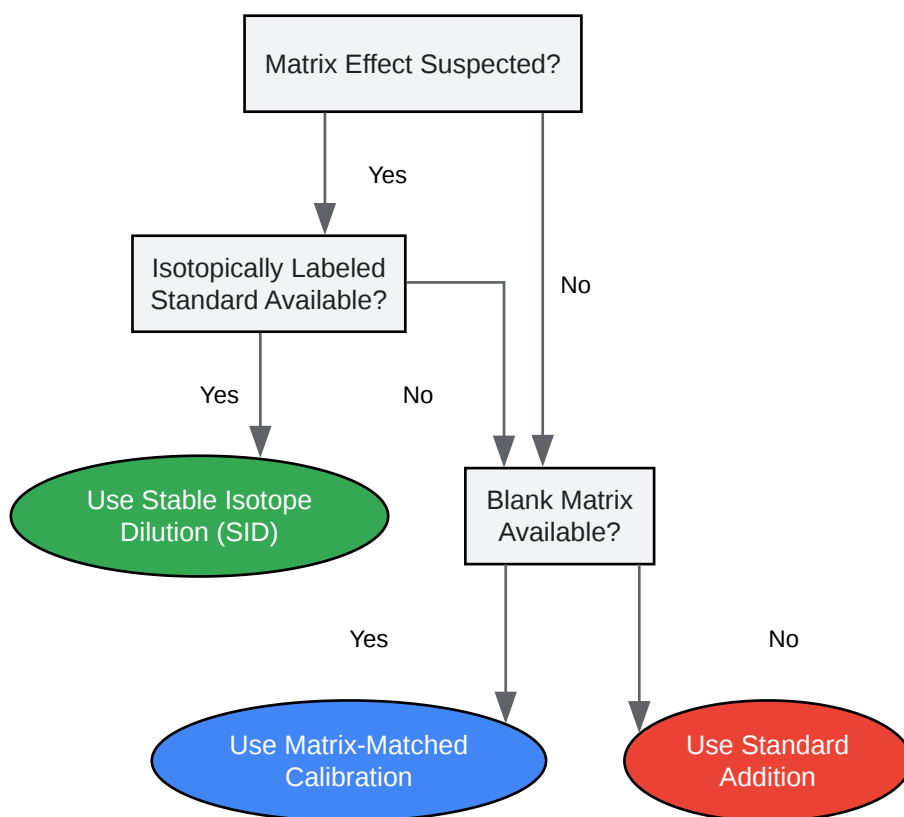 Matrix Effect Suspected?
Yes
Isotopically Labeled
Standard Available?
No
Yes
No
Use Stable Isotope
Dilution (SID)
Blank Matrix
Available?
Yes
No
Use Matrix-Matched
Calibration
Use Standard
Addition